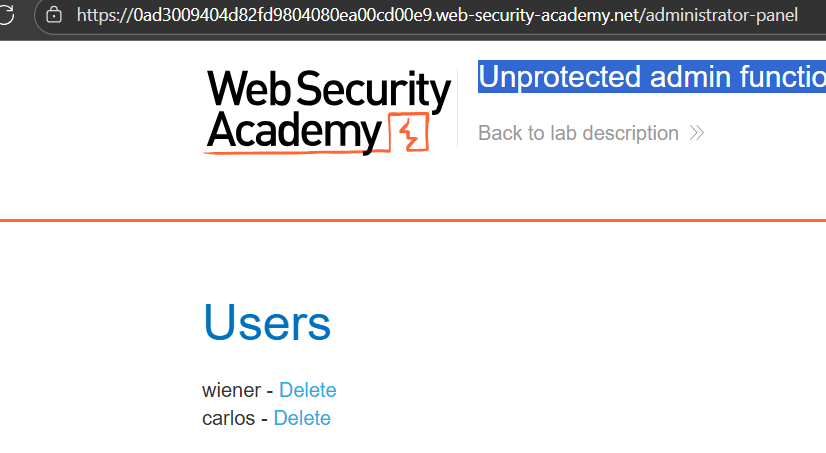 https://0ad3009404d82fd9804080ea00cd00e9.web-security-academy.net/administrator-panel
Web Security
Academy
Unprotected admin functio
Back to lab description
Users
wiener - Delete
carlos - Delete